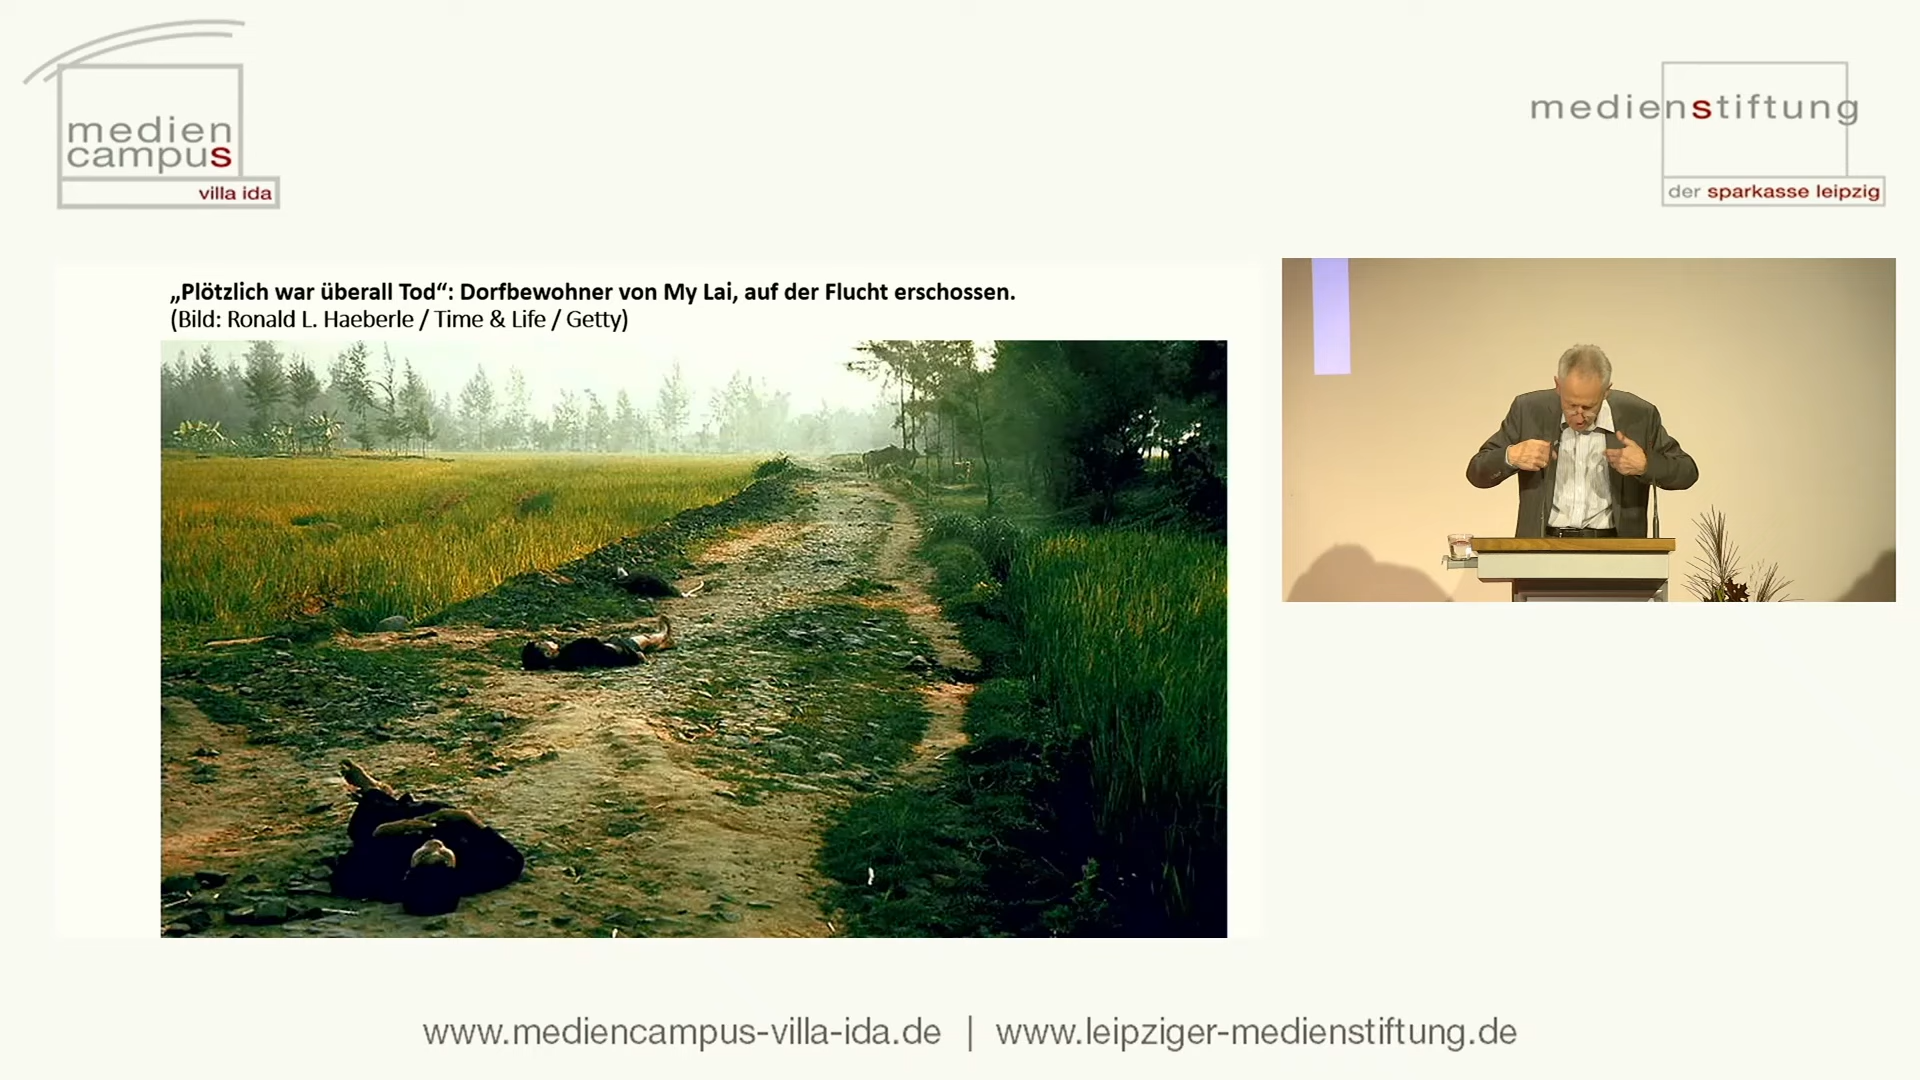 medien
campus
villa ida
medienstiftung
der sparkasse leipzig
„Plötzlich war überall Tod“: Dorfbewohner von My Lai, auf der Flucht erschossen.
(Bild: Ronald L. Haeberle / Time & Life / Getty)
www.mediencampus-villa-ida.de | www.leipziger-medienstiftung.de